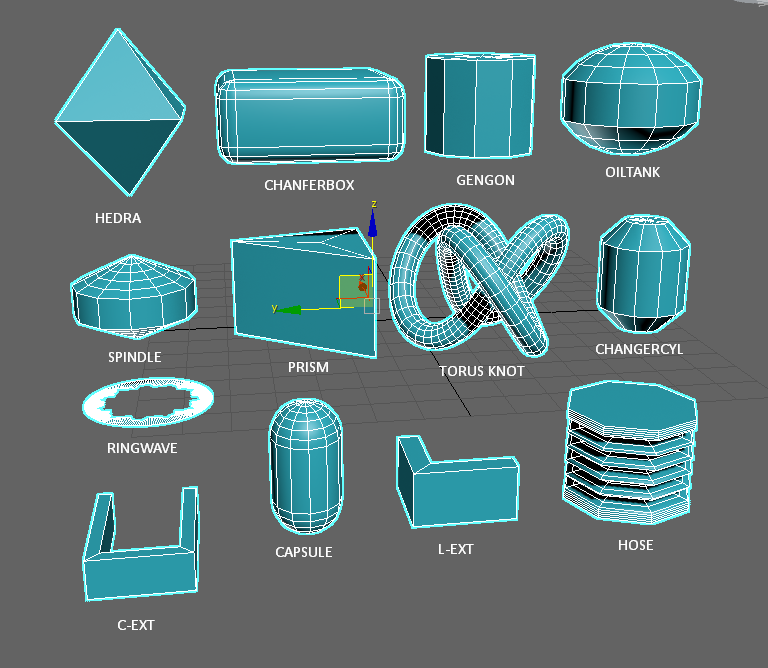 HEDRA
CHANFERBOX
GENGON
OILTANK
z
y
SPINDLE
PRISM
TORUS KNOT
CHANGERCYL
RINGWAVE
CAPSULE
L-EXT
HOSE
C-EXT